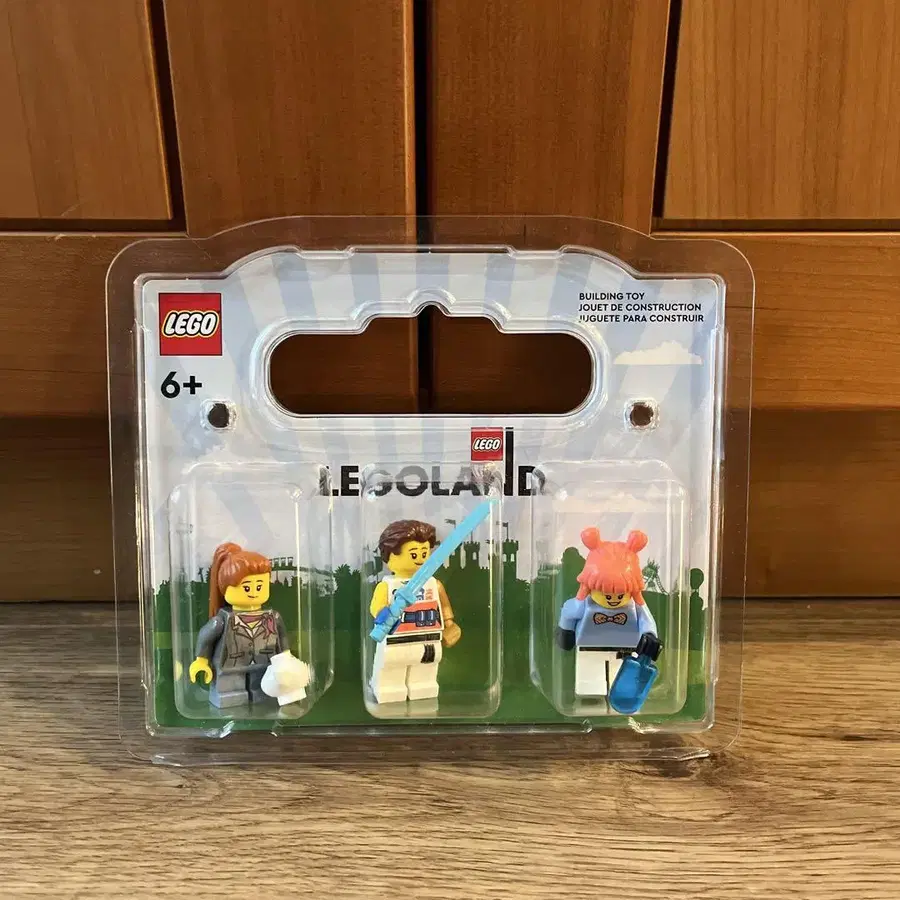 LEGO
6+
BUILDING TOY
JOUET DE CONSTRUCTION
JUGUETE PARA CONSTRUIR
LEGO
LEGOLAND